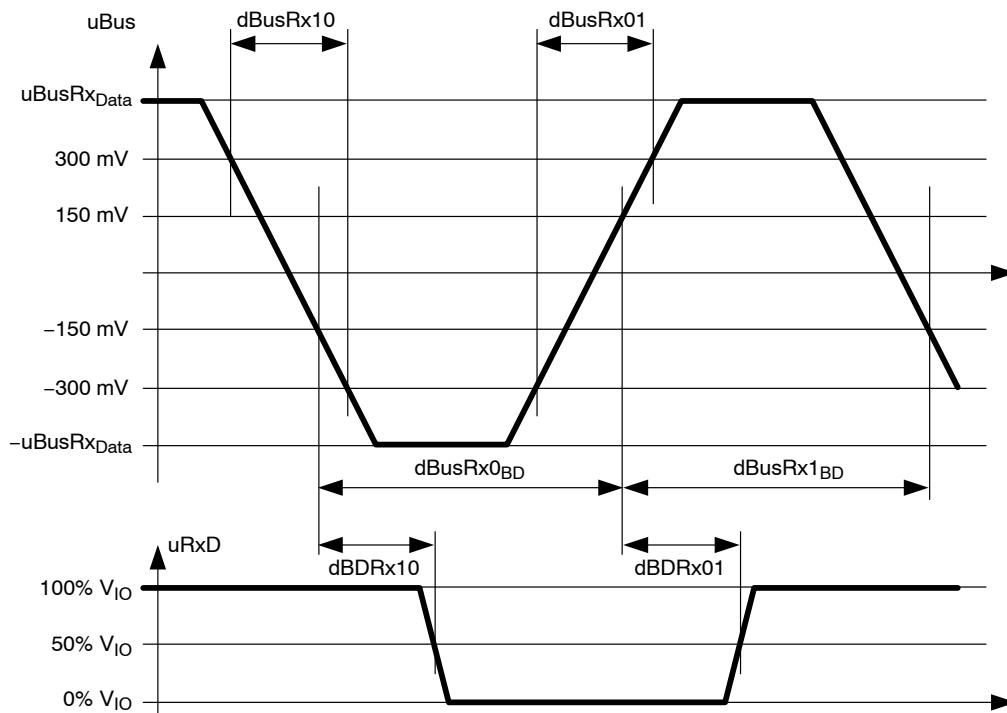 uBus
dBusRx10
dBusRx01
uBusRxData
300 mV
150 mV
−150 mV
−300 mV
−uBusRxData
dBusRx0BD
dBusRx1BD
uRxD
dBDRx10
dBDRx01
100% VIO
50% VIO
0% VIO